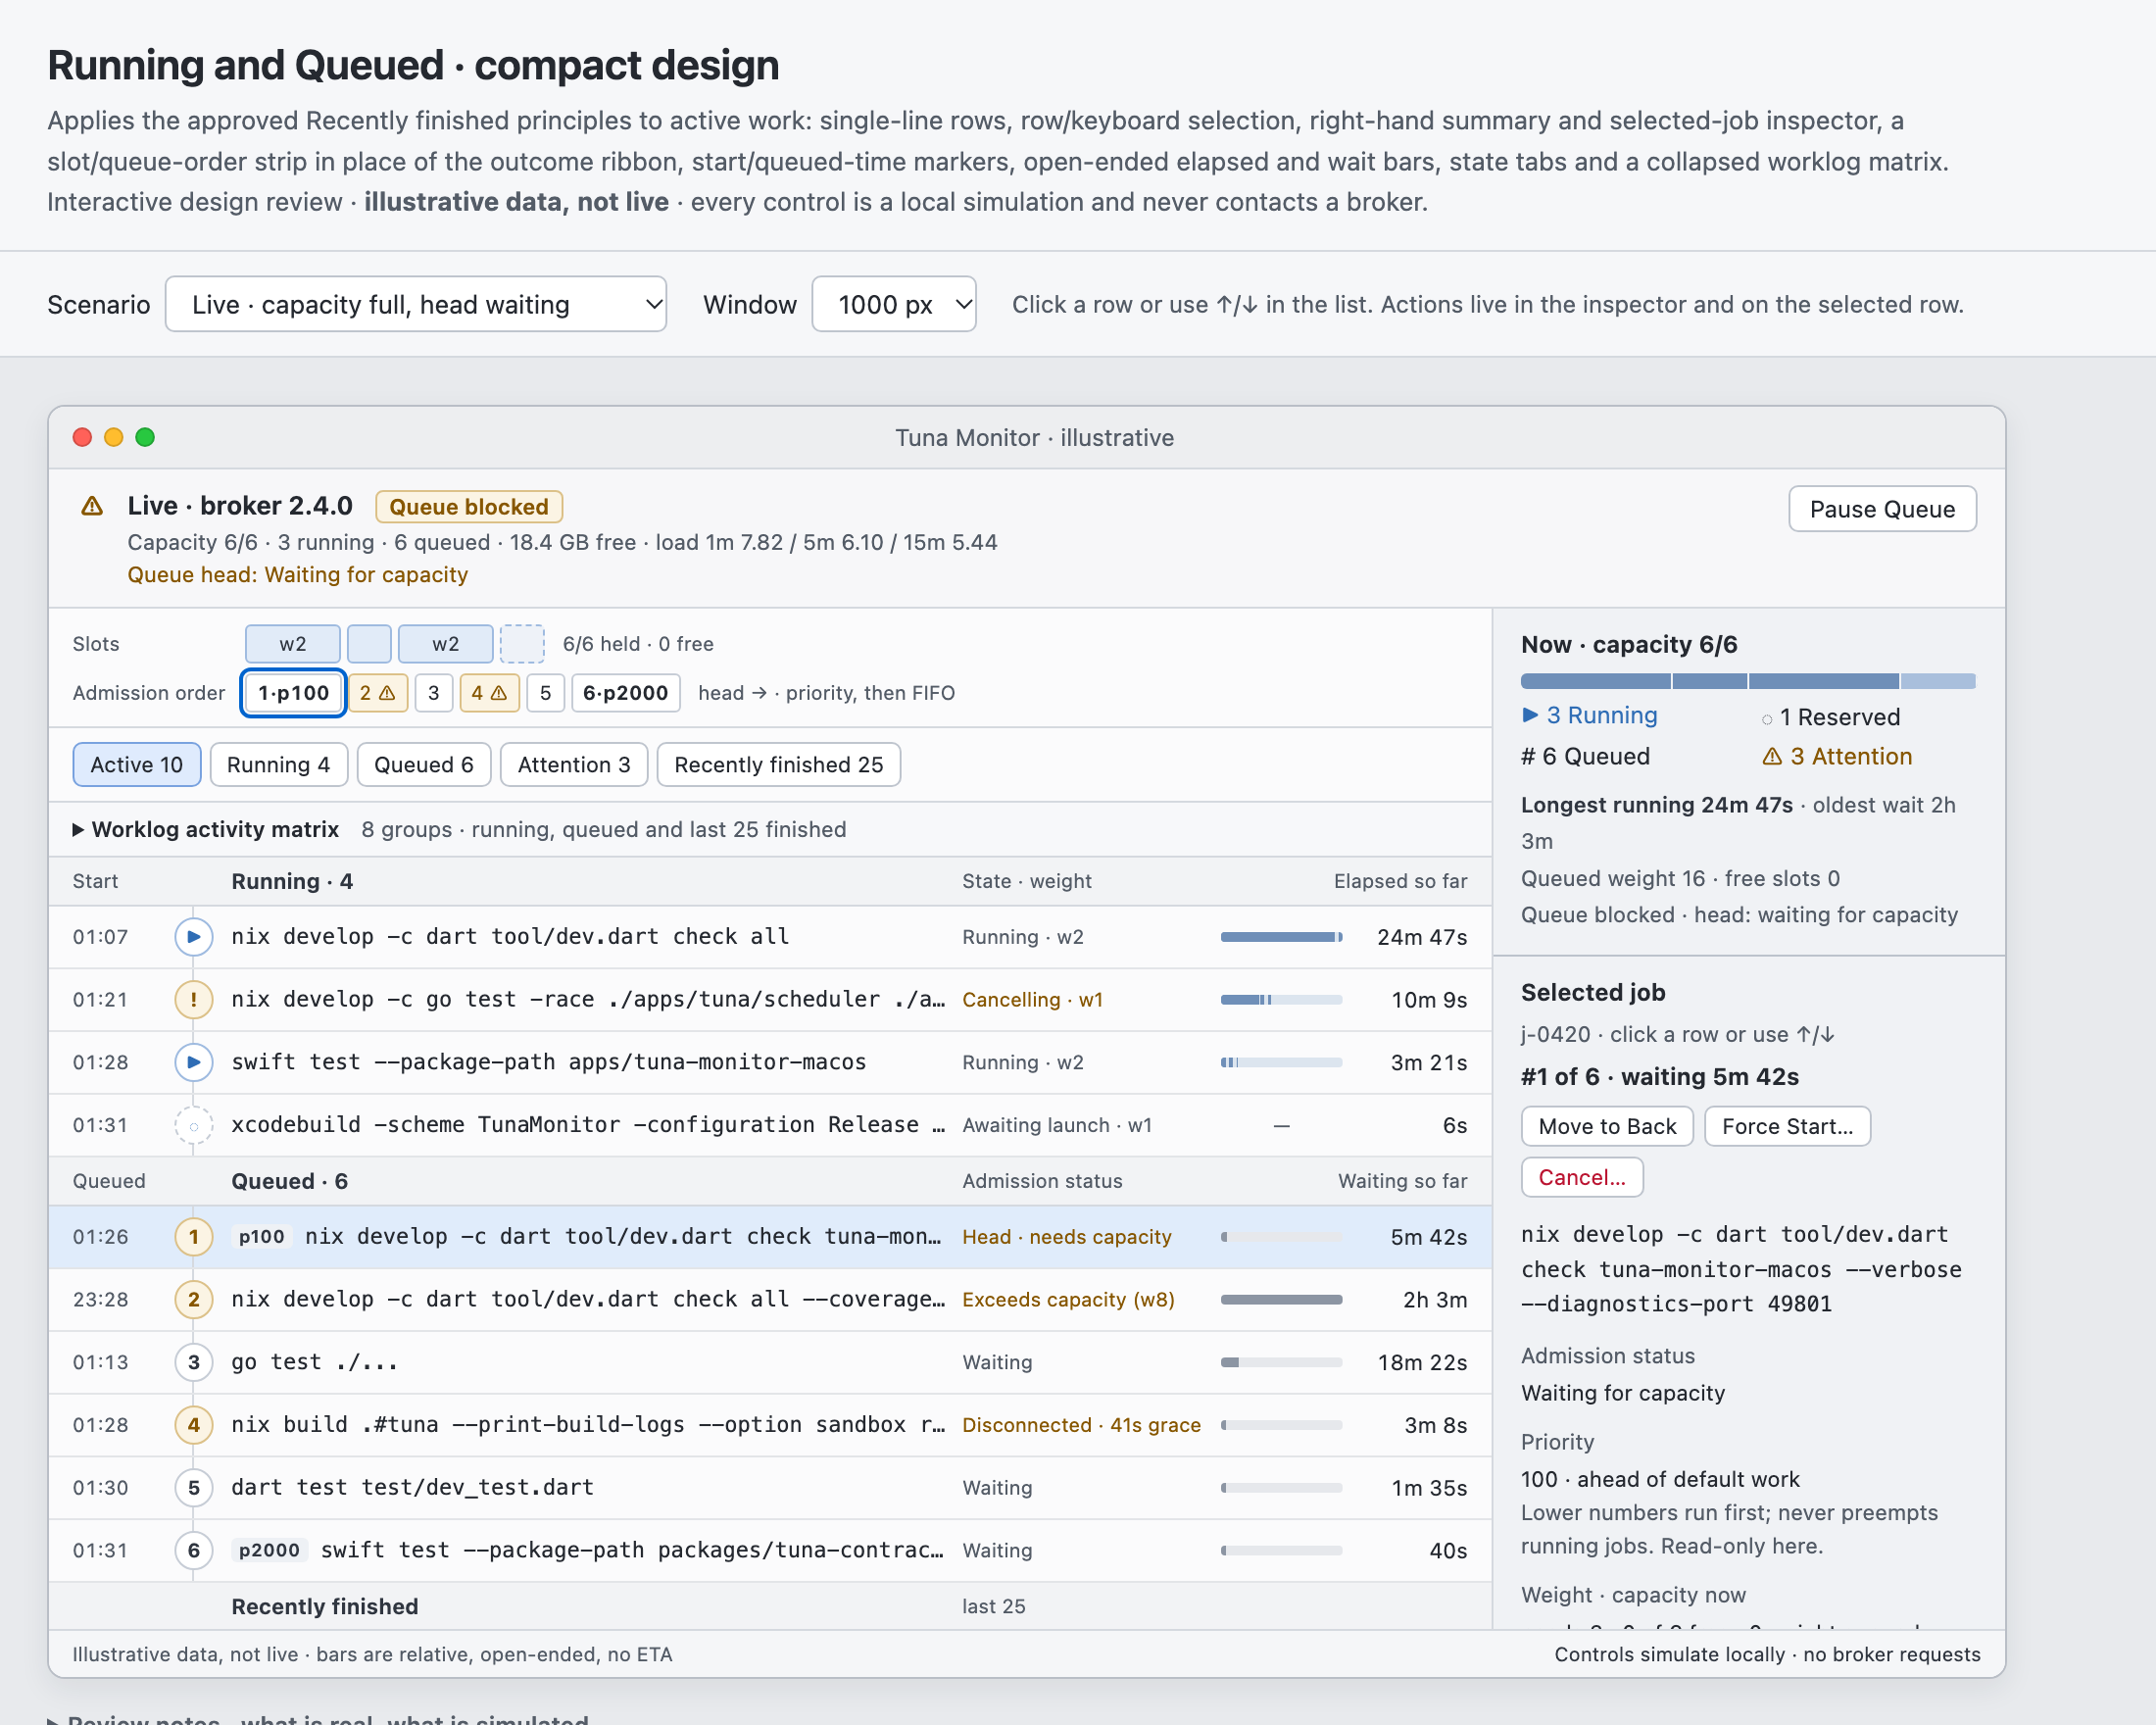 Running and Queued · compact design
Applies the approved Recently finished principles to active work: single-line rows, row/keyboard selection, right-hand summary and selected-job inspector, a
slot/queue-order strip in place of the outcome ribbon, start/queued-time markers, open-ended elapsed and wait bars, state tabs and a collapsed worklog matrix.
Interactive design review · illustrative data, not live · every control is a local simulation and never contacts a broker.
Scenario Live · capacity full, head waiting Window 1000 px Click a row or use ↑/↓ in the list. Actions live in the inspector and on the selected row.
Tuna Monitor · illustrative
Live · broker 2.4.0 Queue blocked Pause Queue
Capacity 6/6 · 3 running · 6 queued · 18.4 GB free · load 1m 7.82 / 5m 6.10 / 15m 5.44
Queue head: Waiting for capacity
Slots w2 w2 6/6 held · 0 free
Admission order 1·p100 2 ⚠ 3 4 ⚠ 5 6·p2000 head → · priority, then FIFO
Active 10 Running 4 Queued 6 Attention 3 Recently finished 25
▶ Worklog activity matrix 8 groups · running, queued and last 25 finished
Start Running · 4 State · weight Elapsed so far
01:07 nix develop -c dart tool/dev.dart check all Running · w2 24m 47s
01:21 ! nix develop -c go test -race ./apps/tuna/scheduler ./a… Cancelling · w1 10m 9s
01:28 swift test --package-path apps/tuna-monitor-macos Running · w2 3m 21s
01:31 xcodebuild -scheme TunaMonitor -configuration Release … Awaiting launch · w1 — 6s
Queued Queued · 6 Admission status Waiting so far
01:26 1 p100 nix develop -c dart tool/dev.dart check tuna-mon… Head · needs capacity 5m 42s
23:28 2 nix develop -c dart tool/dev.dart check all --coverage… Exceeds capacity (w8) 2h 3m
01:13 3 go test ./... Waiting 18m 22s
01:28 4 nix build .#tuna --print-build-logs --option sandbox r… Disconnected · 41s grace 3m 8s
01:30 5 dart test test/dev_test.dart Waiting 1m 35s
01:31 6 p2000 swift test --package-path packages/tuna-contrac… Waiting 40s
Recently finished last 25
Now · capacity 6/6
▶ 3 Running ◌ 1 Reserved
# 6 Queued ⚠ 3 Attention
Longest running 24m 47s · oldest wait 2h
3m
Queued weight 16 · free slots 0
Queue blocked · head: waiting for capacity
Selected job
j-0420 · click a row or use ↑/↓
#1 of 6 · waiting 5m 42s
Move to Back Force Start…
Cancel…
nix develop -c dart tool/dev.dart
check tuna-monitor-macos --verbose
--diagnostics-port 49801
Admission status
Waiting for capacity
Priority
100 · ahead of default work
Lower numbers run first; never preempts
running jobs. Read-only here.
Weight · capacity now
Illustrative data, not live · bars are relative, open-ended, no ETA Controls simulate locally · no broker requests
▶ Review notes · what is real, what is simulated